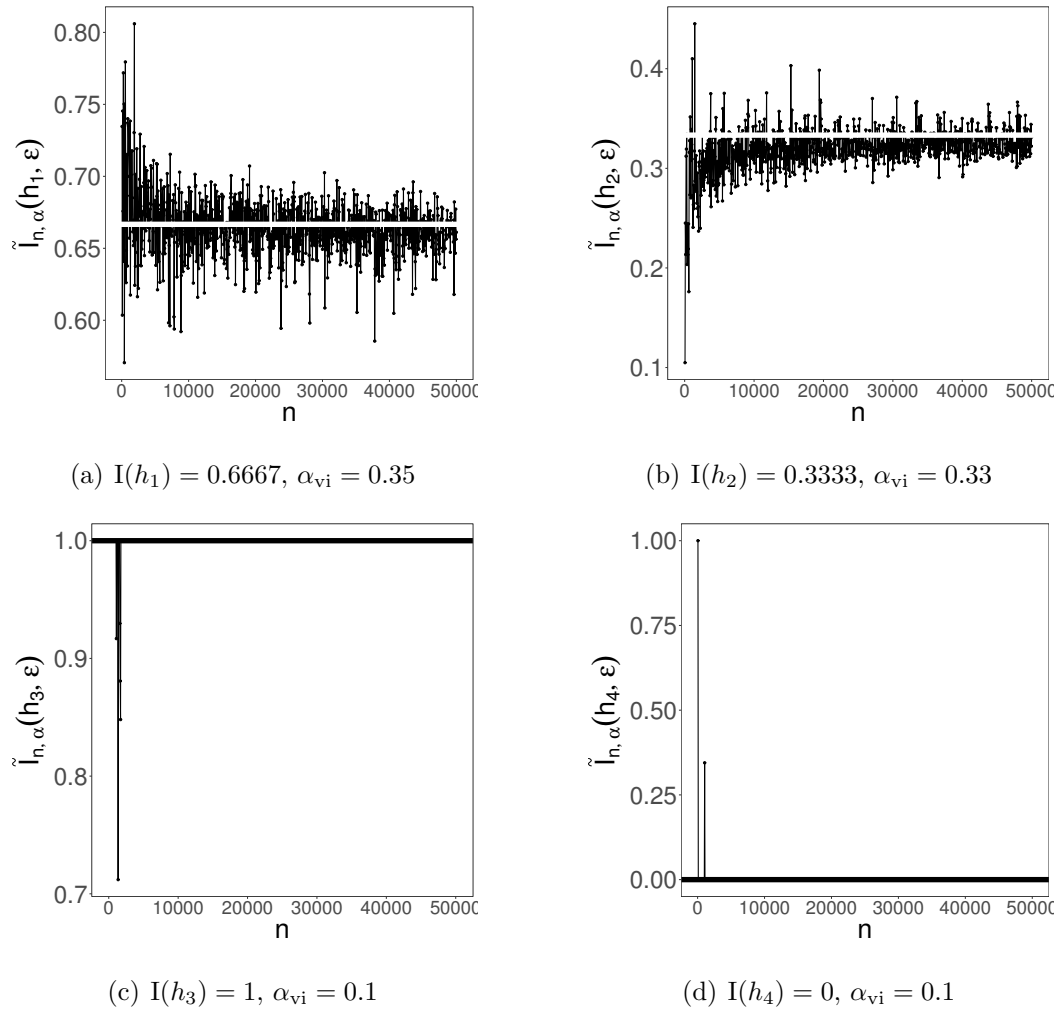 0.80
0.75
0.70
0.65
0.60
Ĩn, α(h1, ε)
0 10000 20000 30000 40000 50000
n
(a) I(h1) = 0.6667, αvi = 0.35
0.4
0.3
0.2
0.1
Ĩn, α(h2, ε)
0 10000 20000 30000 40000 50000
n
(b) I(h2) = 0.3333, αvi = 0.33
1.0
0.9
0.8
0.7
Ĩn, α(h3, ε)
0 10000 20000 30000 40000 50000
n
(c) I(h3) = 1, αvi = 0.1
1.00
0.75
0.50
0.25
0.00
Ĩn, α(h4, ε)
0 10000 20000 30000 40000 50000
n
(d) I(h4) = 0, αvi = 0.1